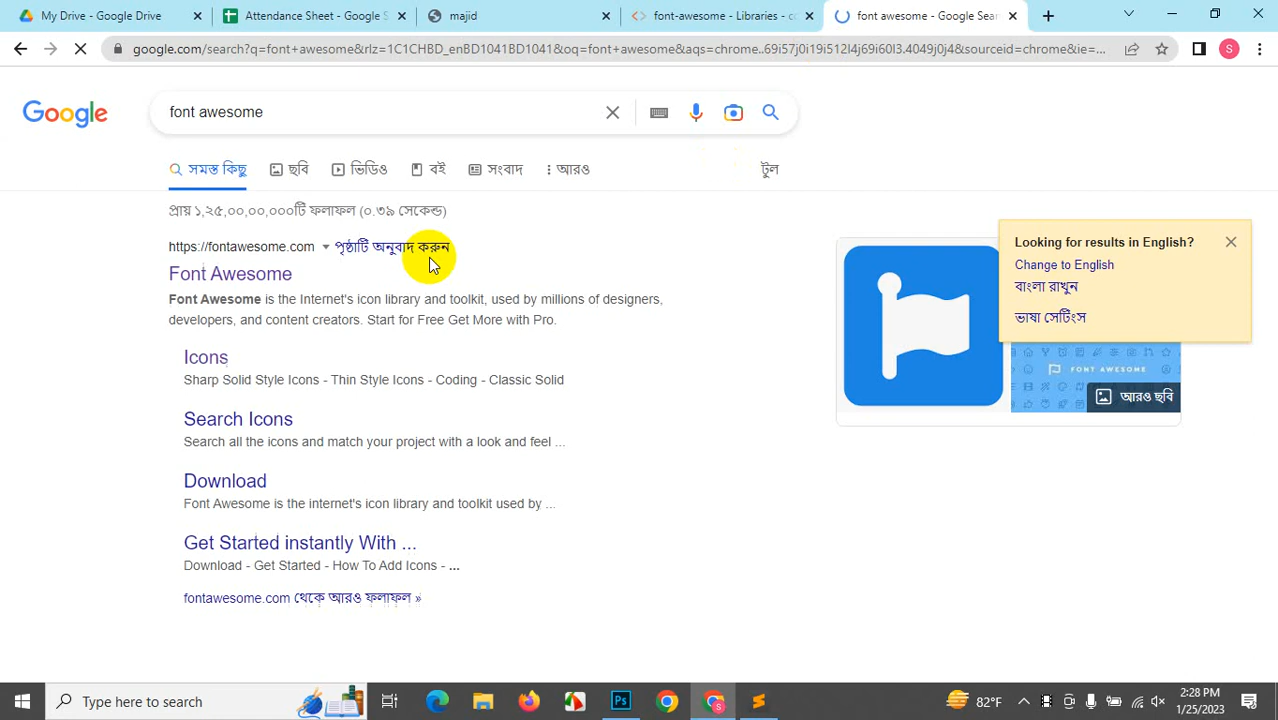 My Drive - Google Drive
Attendance Sheet - Google S
majid
font-awesome - Libraries - c
font awesome - Google Sear
google.com/search?q=font+awesome&rlz=1C1CHBD_enBD1041BD1041&oq=font+awesome&aqs=chrome..69i57j0i19i512l4j69i60l3.4049j0j4&sourceid=chrome&ie=...
S
Google
font awesome
সমস্ত কিছু
ছবি
ভিডিও
বই
সংবাদ
আরও
টুল
প্রায় ১,২৫,০০,০০,০০০টি ফলাফল (০.৩৯ সেকেন্ড)
https://fontawesome.com
পৃষ্ঠাটি অনুবাদ করুন
Font Awesome
Font Awesome is the Internet's icon library and toolkit, used by millions of designers,
developers, and content creators. Start for Free Get More with Pro.
Icons
Sharp Solid Style Icons - Thin Style Icons - Coding - Classic Solid
Search Icons
Search all the icons and match your project with a look and feel ...
Download
Font Awesome is the internet's icon library and toolkit used by ...
Get Started instantly With ...
Download - Get Started - How To Add Icons - ...
fontawesome.com থেকে আরও ফলাফল »
Looking for results in English?
Change to English
বাংলা রাখুন
ভাষা সেটিংস
FONT AWESOME
আরও ছবি
Type here to search
Ps
S
82°F
2:28 PM
1/25/2023